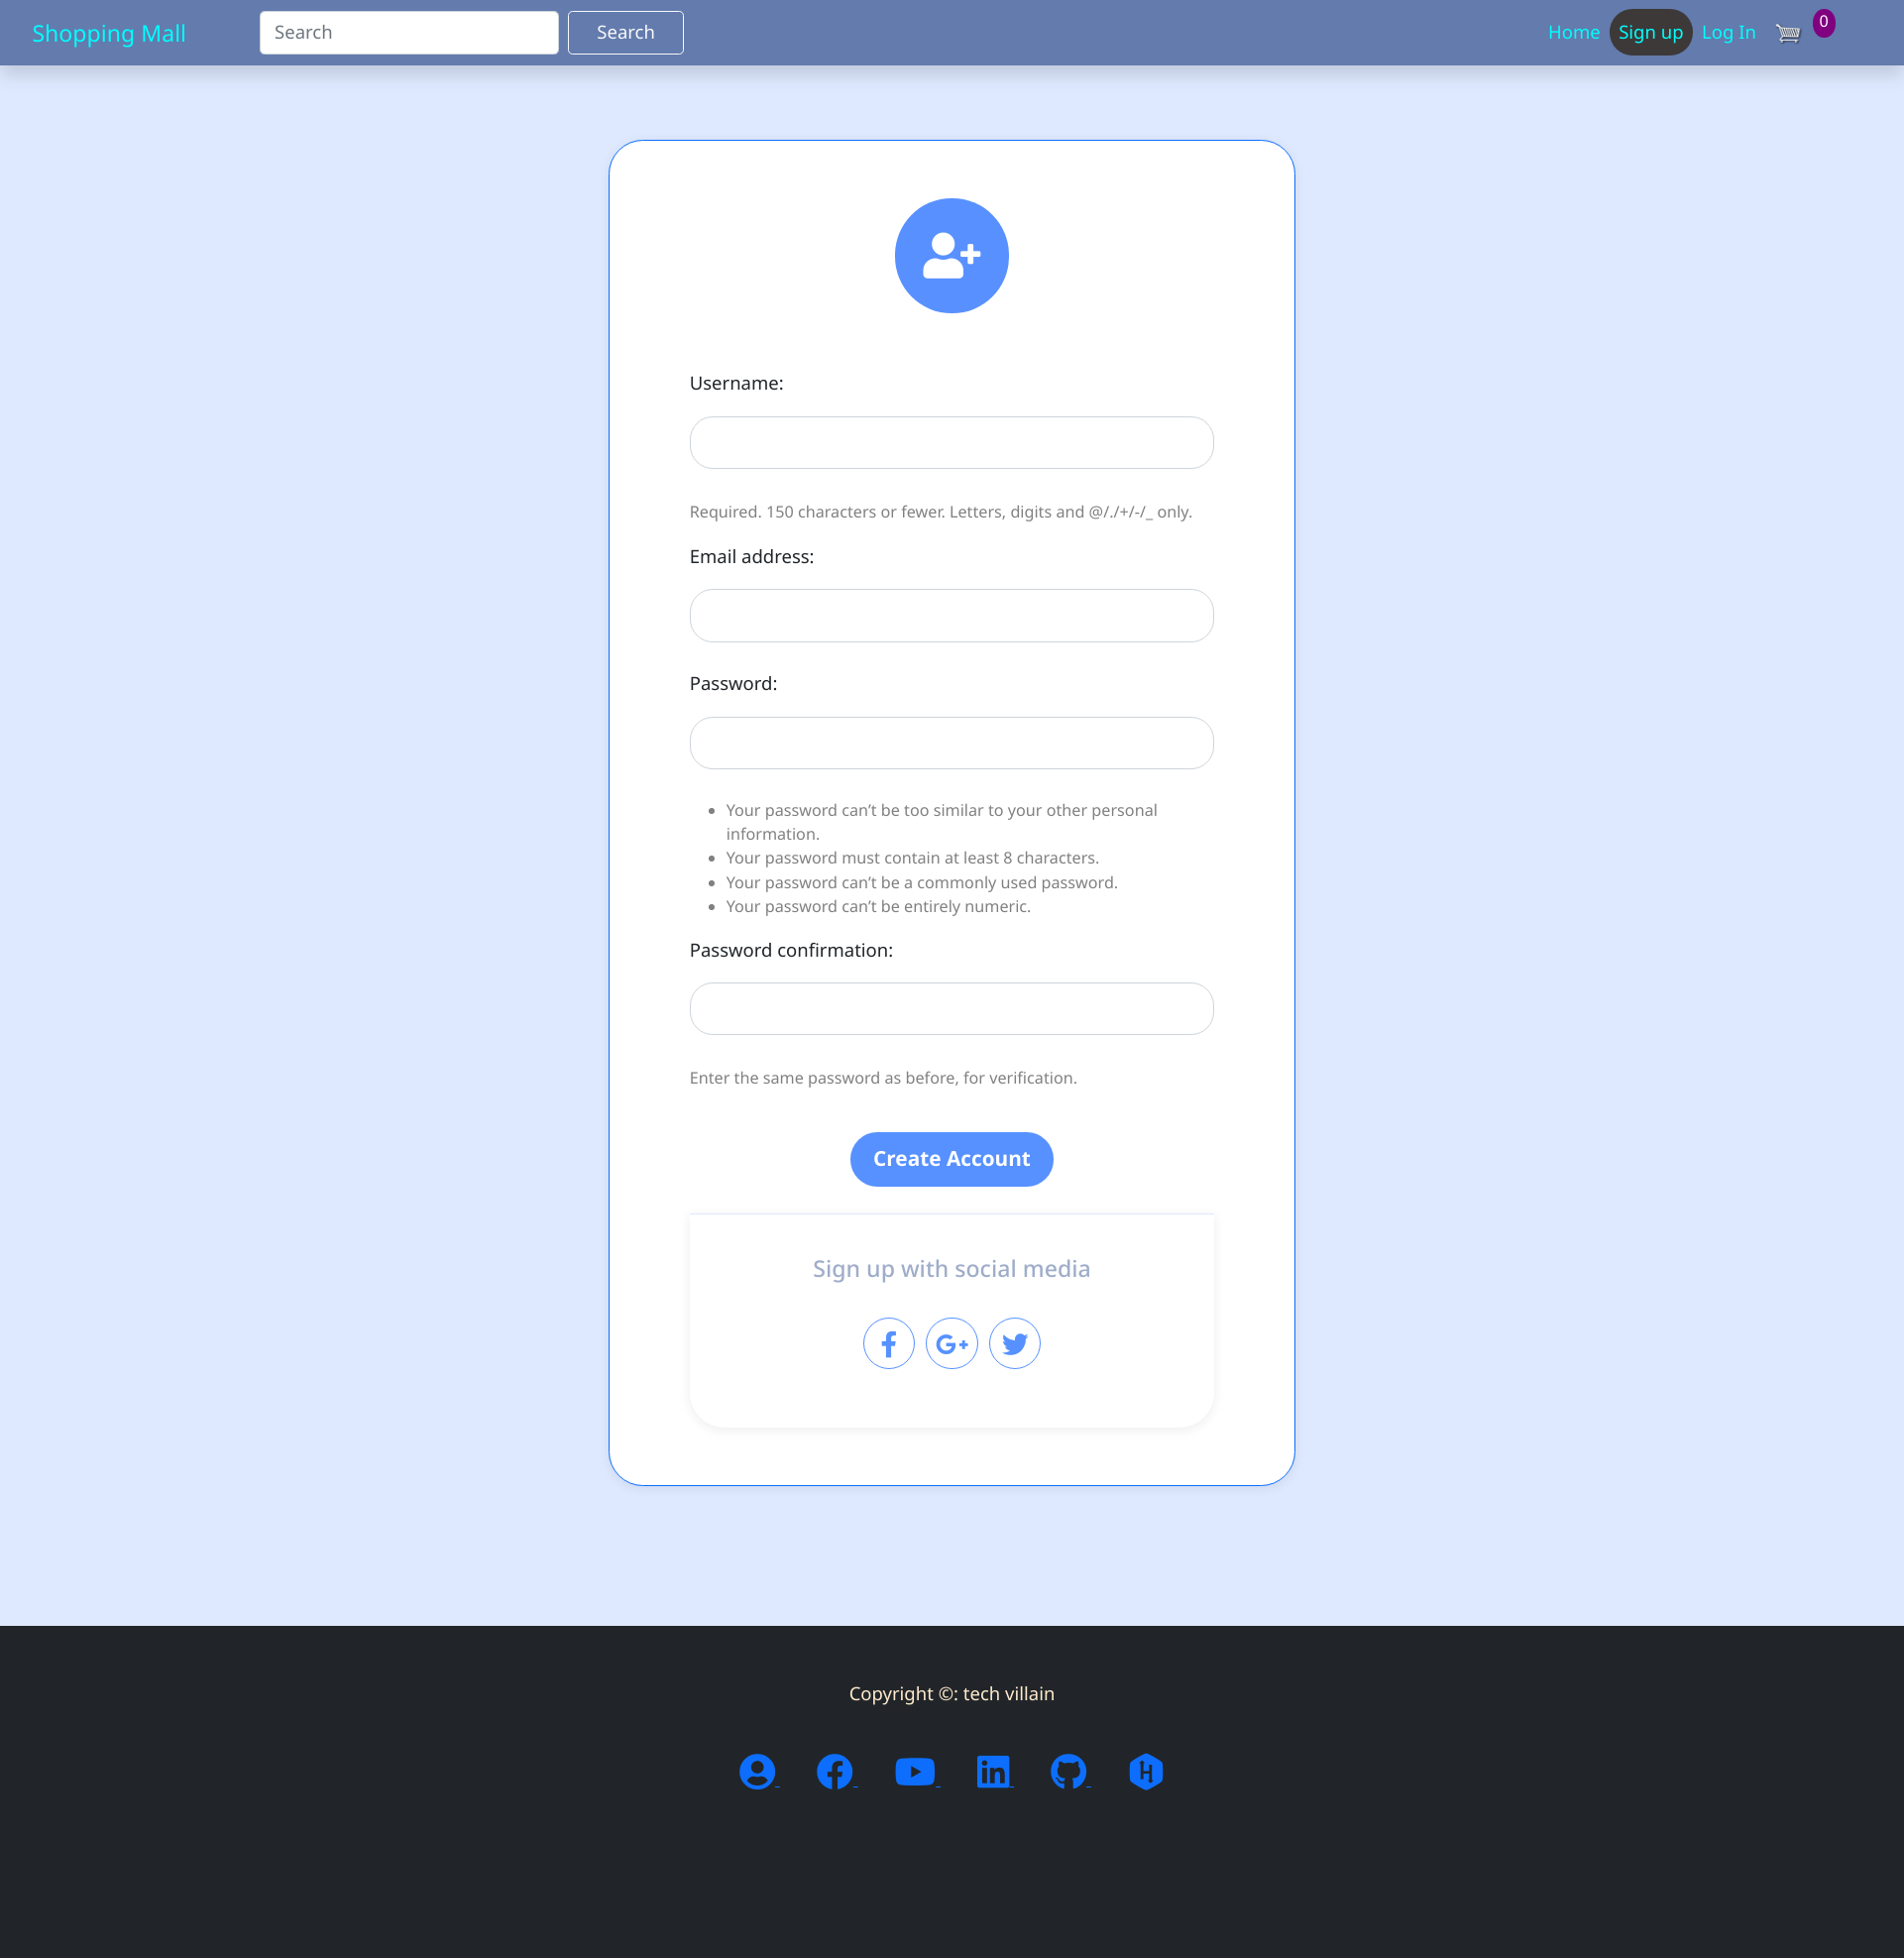 Shopping Mall
Search
Search
Home
Sign up
Log In
0
Username:
Required. 150 characters or fewer. Letters, digits and @/./+/-/_ only.
Email address:
Password:
Your password can’t be too similar to your other personal
information.
Your password must contain at least 8 characters.
Your password can’t be a commonly used password.
Your password can’t be entirely numeric.
Password confirmation:
Enter the same password as before, for verification.
Create Account
Sign up with social media
Copyright ©: tech villain